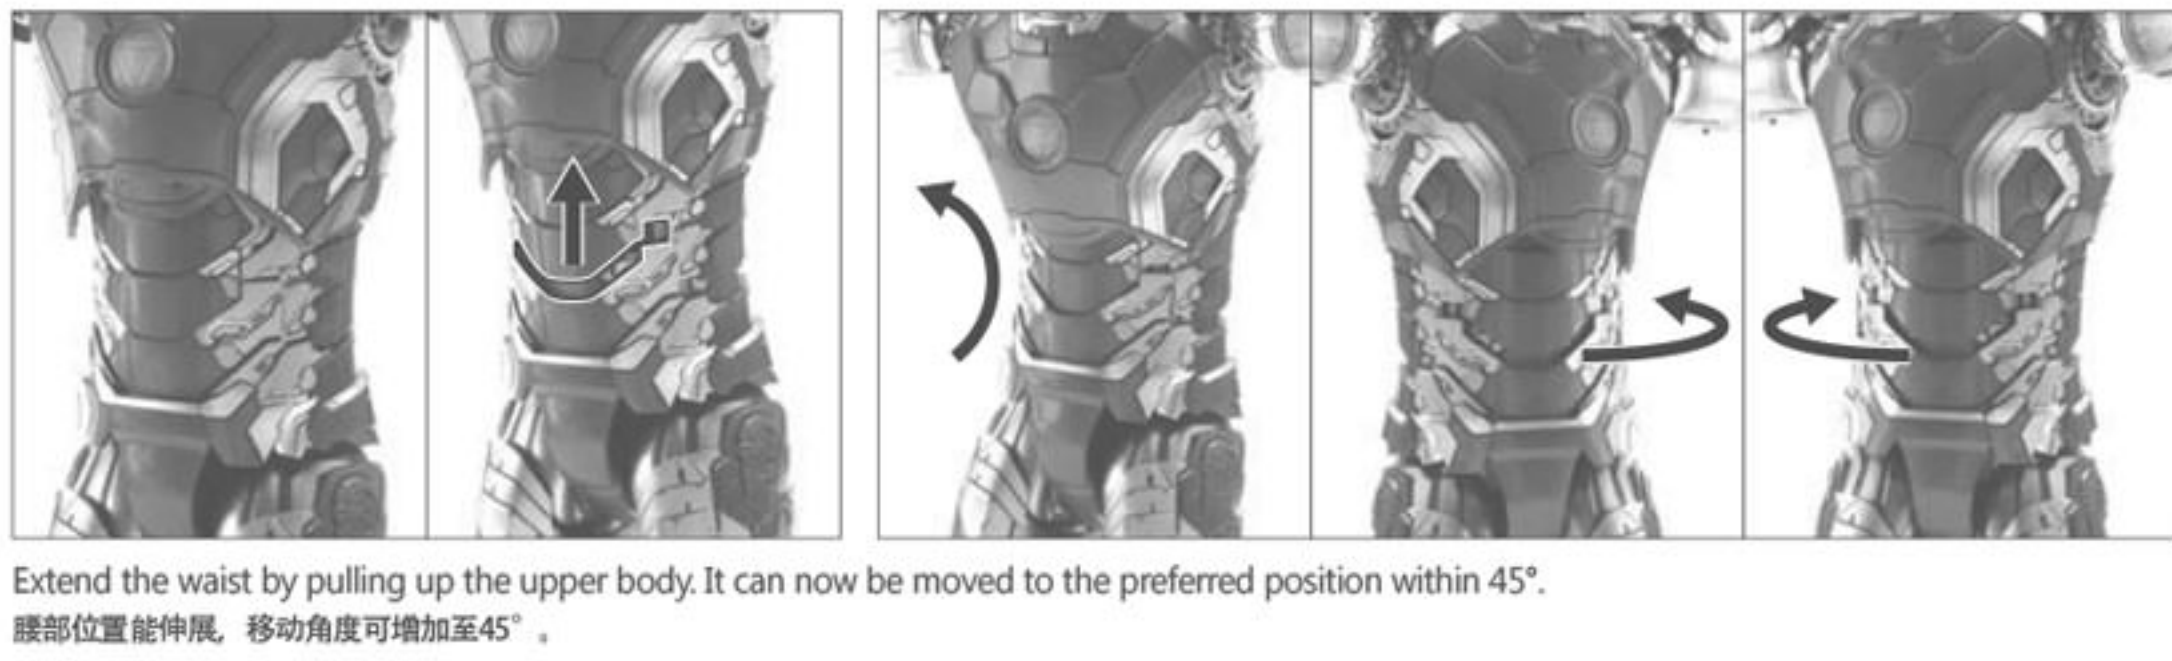 Extend the waist by pulling up the upper body. It can now be moved to the preferred position within 45°.
腰部位置能伸展, 移动角度可增加至45° 。